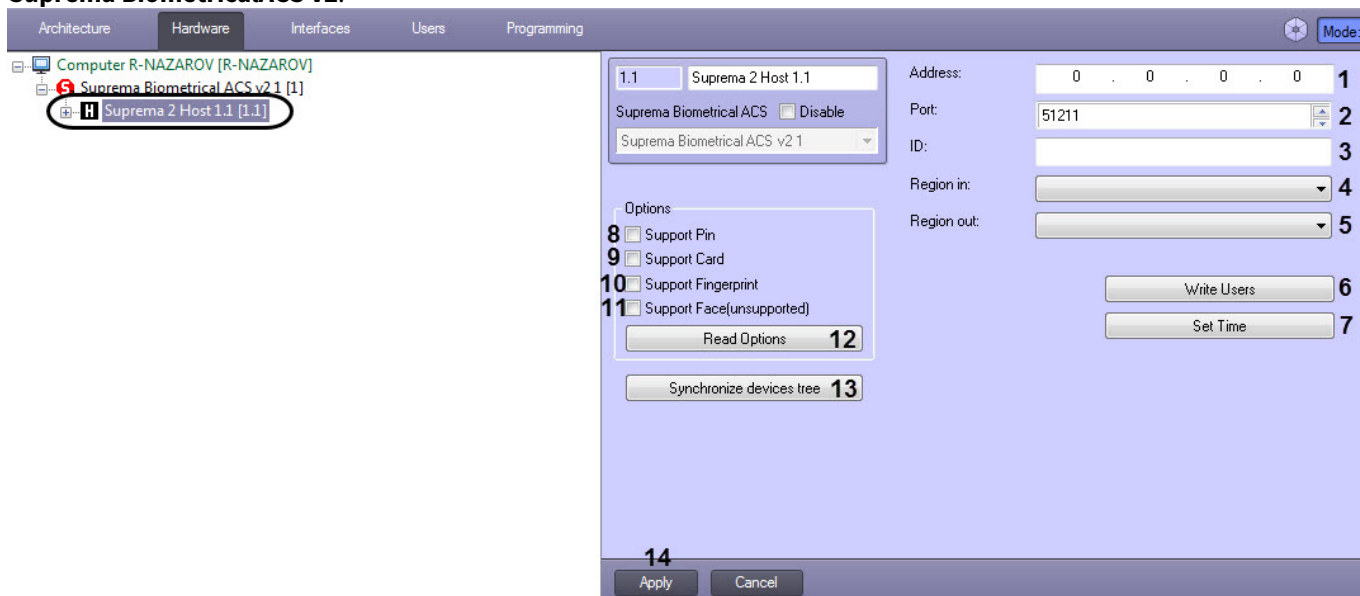 Suprema BiometricalACS v2.
Architecture Hardware Interfaces Users Programming Mode:
Computer R-NAZAROV [R-NAZAROV]
Suprema Biometrical ACS v2 1 [1]
Suprema 2 Host 1.1 [1.1]
1.1 Suprema 2 Host 1.1
Suprema Biometrical ACS Disable
Suprema Biometrical ACS v2 1
Address: 0 . 0 . 0 . 0 1
Port: 51211 2
ID: 3
Region in: 4
Region out: 5
Options
8 Support Pin
9 Support Card
10 Support Fingerprint
11 Support Face(unsupported)
Read Options 12
Synchronize devices tree 13
Write Users 6
Set Time 7
14
Apply Cancel